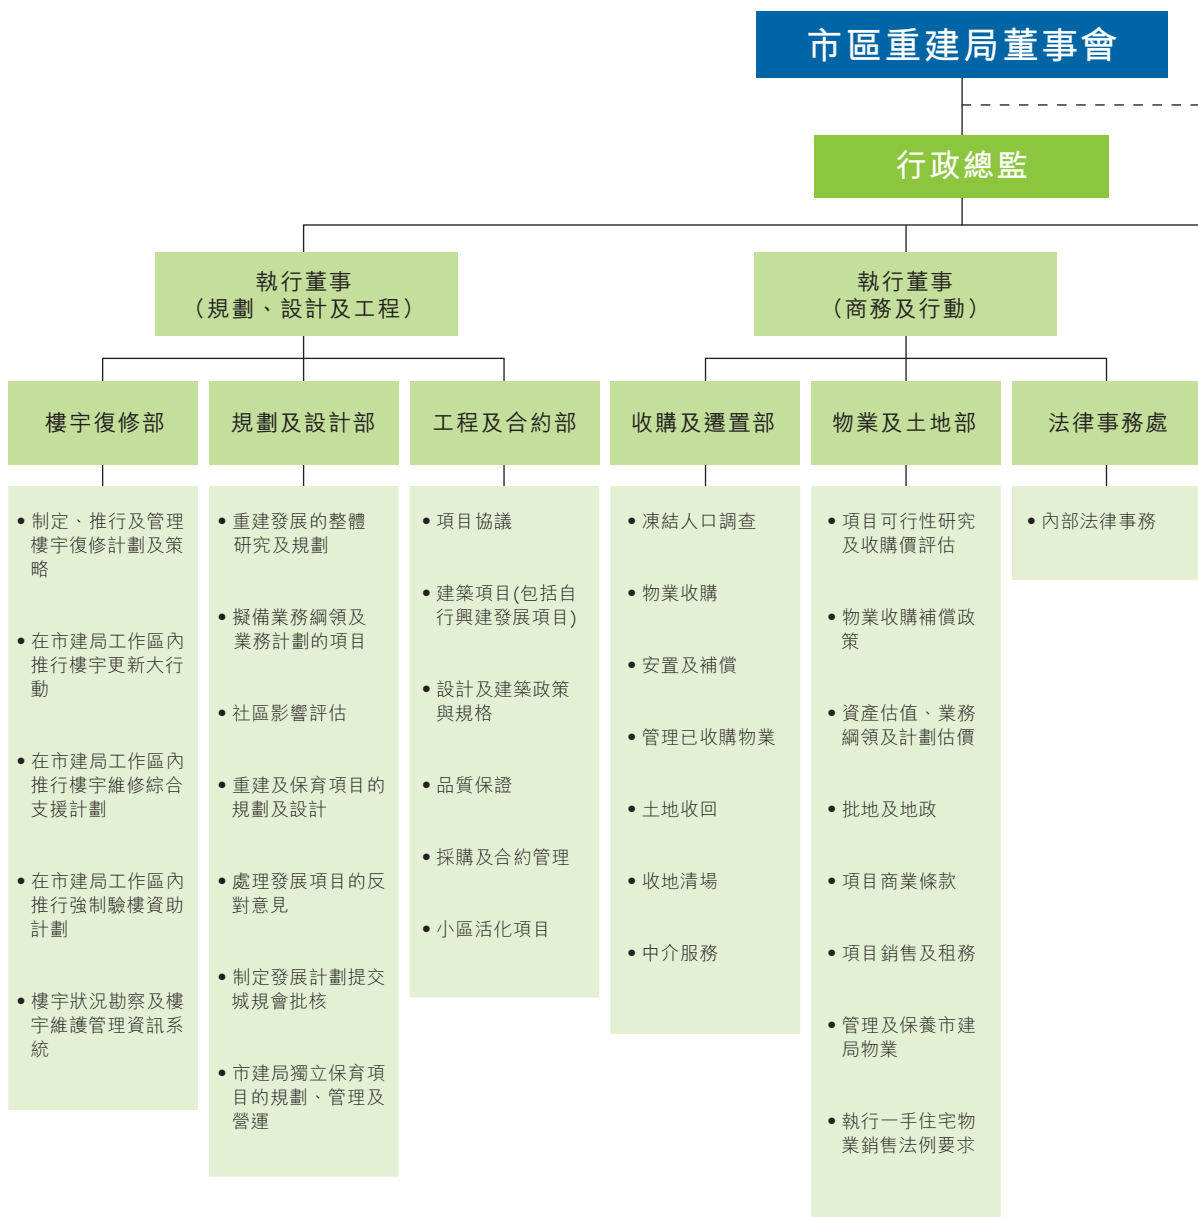 市區重建局董事會
行政總監
執行董事
（規劃、設計及工程）
執行董事
（商務及行動）
樓宇復修部
• 制定、推行及管理
樓宇復修計劃及策
略
• 在市建局工作區內
推行樓宇更新大行
動
• 在市建局工作區內
推行樓宇維修綜合
支援計劃
• 在市建局工作區內
推行強制驗樓資助
計劃
• 樓宇狀況勘察及樓
宇維護管理資訊系
統
規劃及設計部
• 重建發展的整體
研究及規劃
• 擬備業務綱領及
業務計劃的項目
• 社區影響評估
• 重建及保育項目的
規劃及設計
• 處理發展項目的反
對意見
• 制定發展計劃提交
城規會批核
• 市建局獨立保育項
目的規劃、管理及
營運
工程及合約部
• 項目協議
• 建築項目(包括自
行興建發展項目)
• 設計及建築政策
與規格
• 品質保證
• 採購及合約管理
• 小區活化項目
收購及遷置部
• 凍結人口調查
• 物業收購
• 安置及補償
• 管理已收購物業
• 土地收回
• 收地清場
• 中介服務
物業及土地部
• 項目可行性研究
及收購價評估
• 物業收購補償政
策
• 資產估值、業務
綱領及計劃估價
• 批地及地政
• 項目商業條款
• 項目銷售及租務
• 管理及保養市建
局物業
• 執行一手住宅物
業銷售法例要求
法律事務處
• 內部法律事務